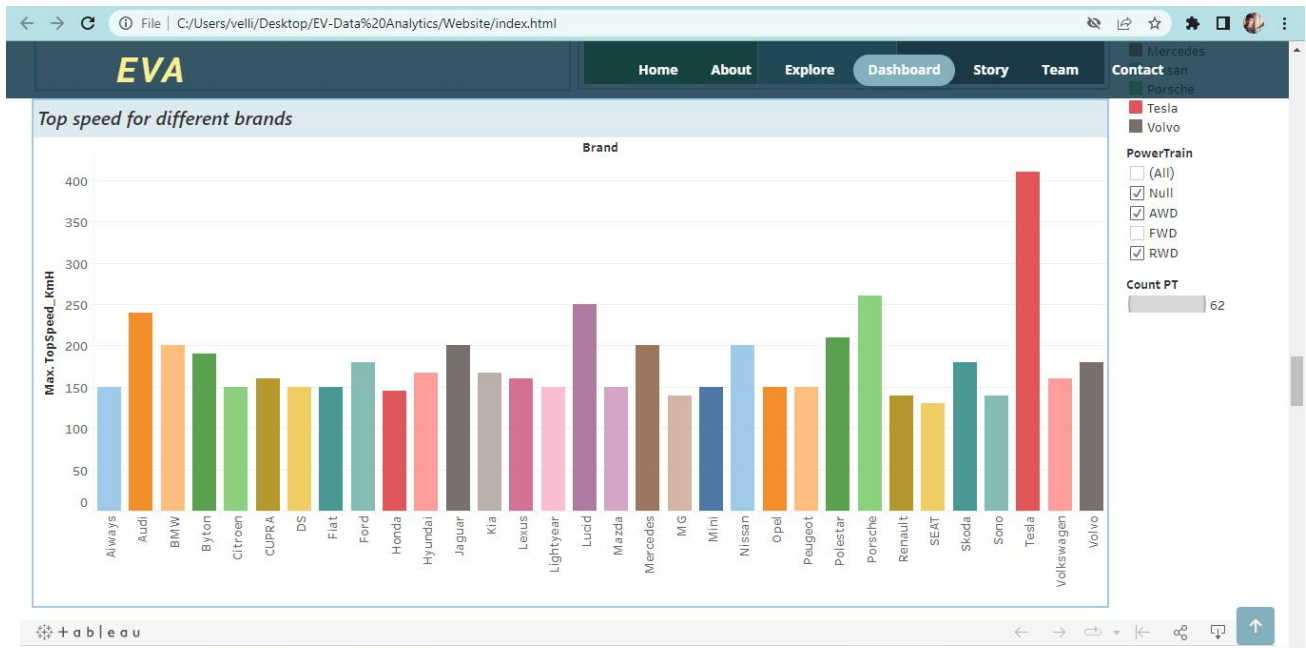 File | C:/Users/velli/Desktop/EV-Data%20Analytics/Website/index.html
EVA
Home About Explore Dashboard Story Team Contact
Mercedes
Nissan
Porsche
Tesla
Volvo
Top speed for different brands
Brand
Max. TopSpeed_KmH
400
350
300
250
200
150
100
50
0
Aiways
Audi
BMW
Byton
Citroen
CUPRA
DS
Fiat
Ford
Honda
Hyundai
Jaguar
Kia
Lexus
Lightyear
Lucid
Mazda
Mercedes
MG
Mini
Nissan
Opel
Peugeot
Polestar
Porsche
Renault
SEAT
Skoda
Sono
Tesla
Volkswagen
Volvo
PowerTrain
(All)
Null
AWD
FWD
RWD
Count PT
62
+ableau